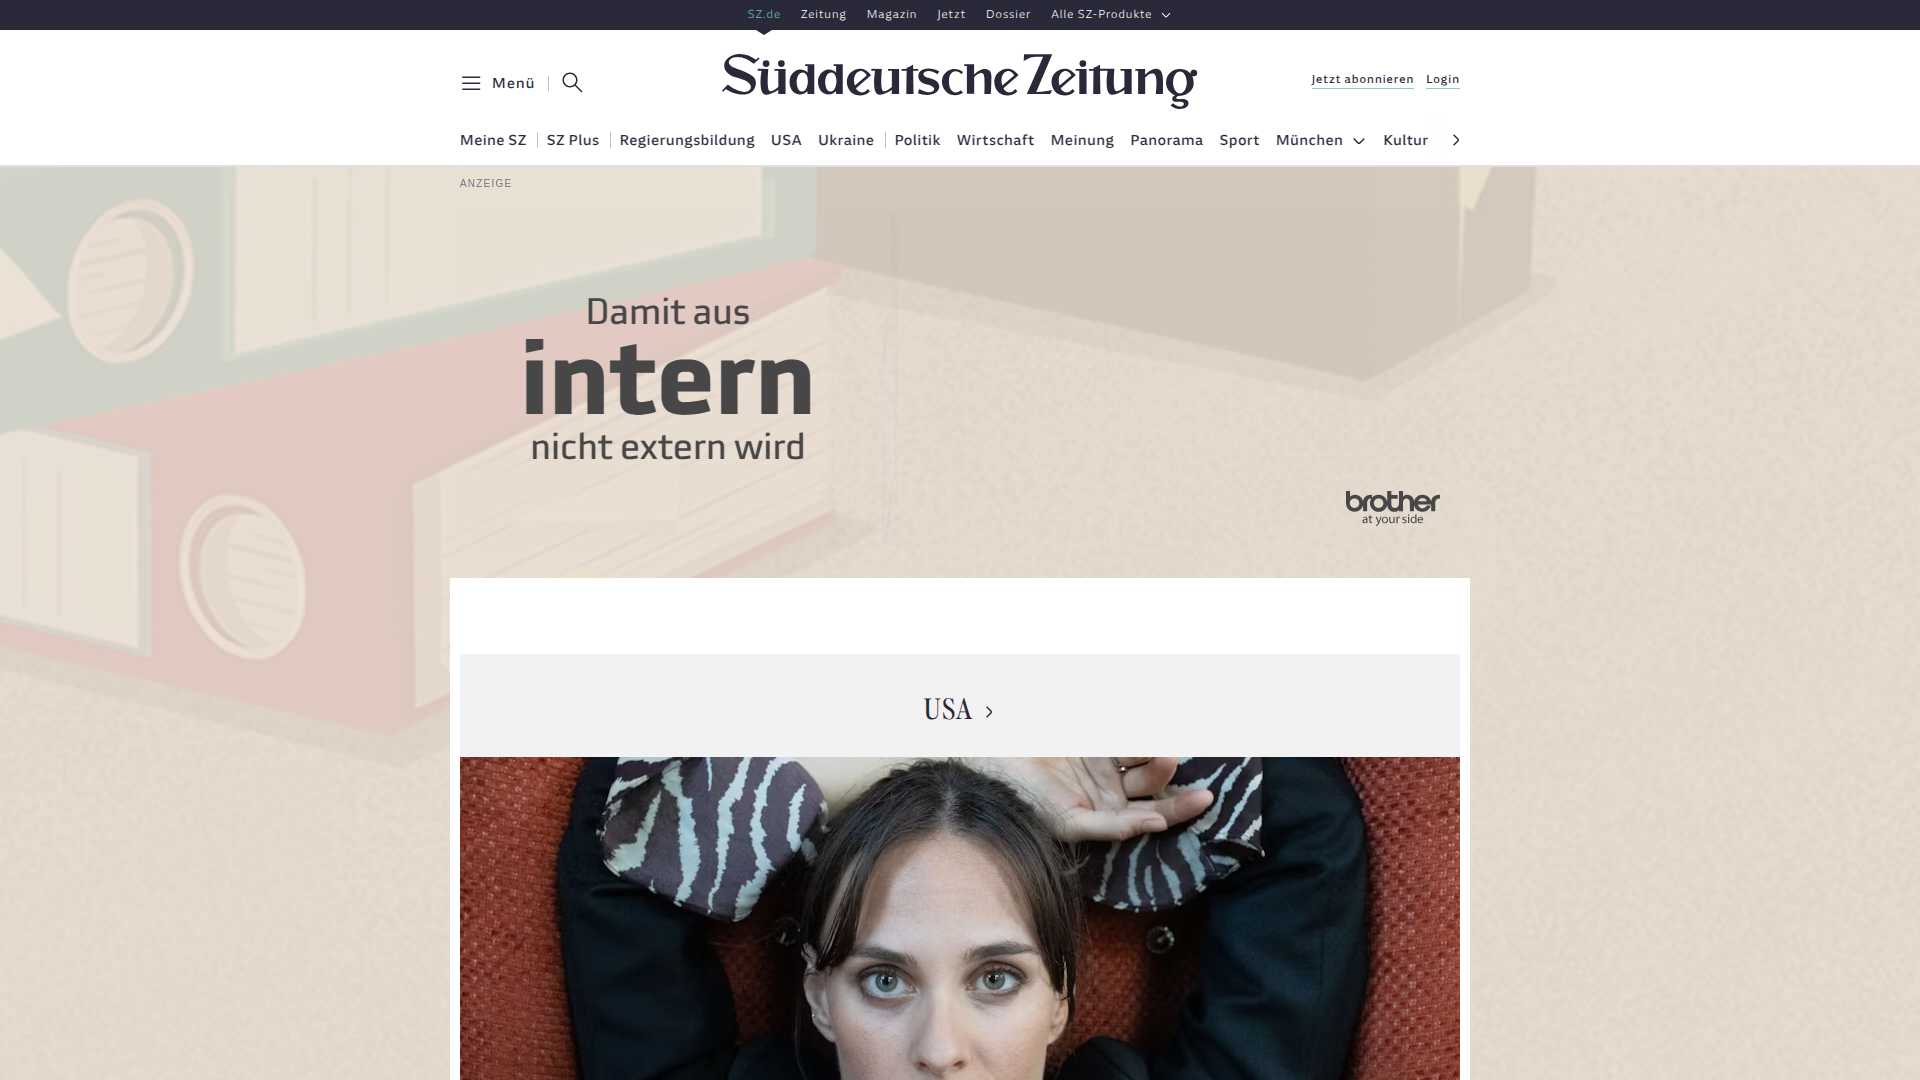 SZ.de Zeitung Magazin Jetzt Dossier Alle SZ-Produkte
Menü
Süddeutsche Zeitung
Jetzt abonnieren Login
Meine SZ SZ Plus Regierungsbildung USA Ukraine Politik Wirtschaft Meinung Panorama Sport München Kultur
ANZEIGE
Damit aus
intern
nicht extern wird
brother
at your side
USA